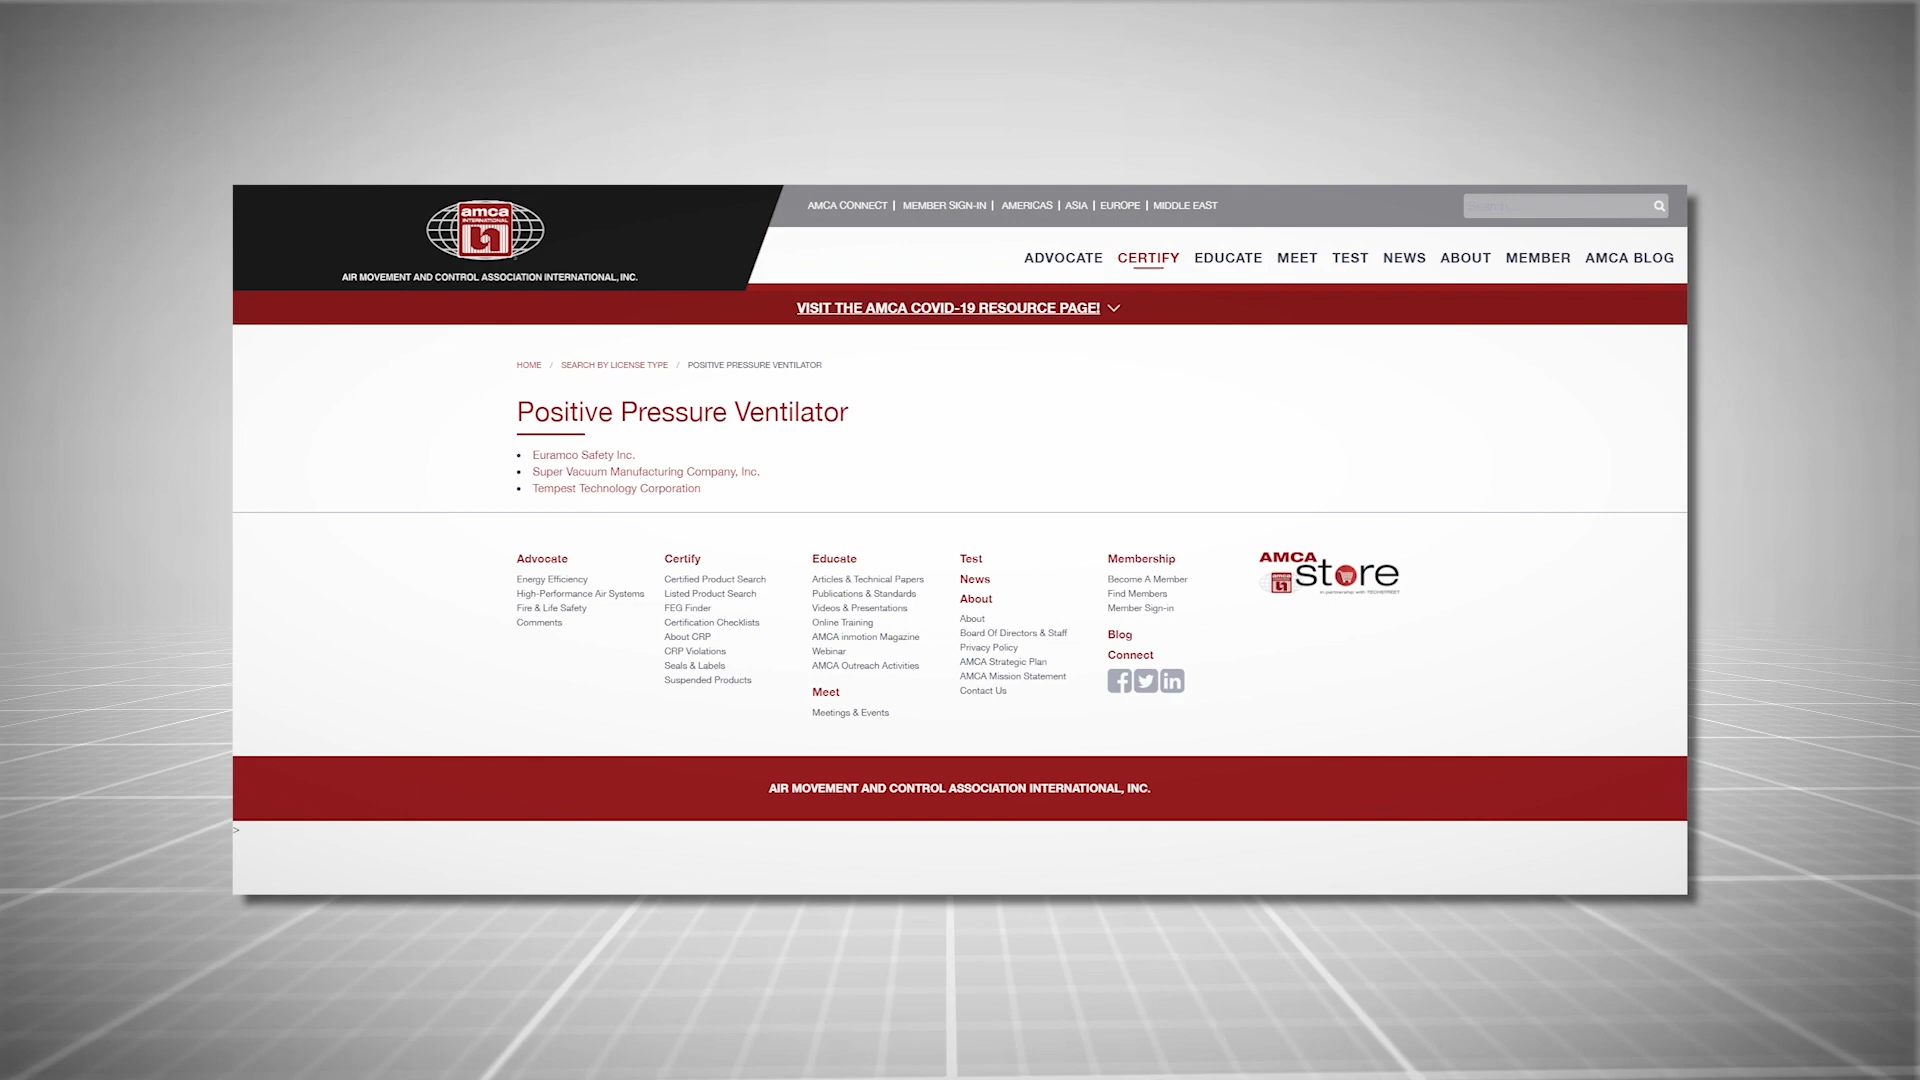 amca
INTERNATIONAL
AIR MOVEMENT AND CONTROL ASSOCIATION INTERNATIONAL, INC.
AMCA CONNECT | MEMBER SIGN-IN | AMERICAS | ASIA | EUROPE | MIDDLE EAST
Search...
ADVOCATE CERTIFY EDUCATE MEET TEST NEWS ABOUT MEMBER AMCA BLOG
VISIT THE AMCA COVID-19 RESOURCE PAGE!
HOME / SEARCH BY LICENSE TYPE / POSITIVE PRESSURE VENTILATOR
Positive Pressure Ventilator
• Euramco Safety Inc.
• Super Vacuum Manufacturing Company, Inc.
• Tempest Technology Corporation
Advocate
Energy Efficiency
High-Performance Air Systems
Fire & Life Safety
Comments
Certify
Certified Product Search
Listed Product Search
FEG Finder
Certification Checklists
About CRP
CRP Violations
Seals & Labels
Suspended Products
Educate
Articles & Technical Papers
Publications & Standards
Videos & Presentations
Online Training
AMCA inmotion Magazine
Webinar
AMCA Outreach Activities
Meet
Meetings & Events
Test
News
About
About
Board Of Directors & Staff
Privacy Policy
AMCA Strategic Plan
AMCA Mission Statement
Contact Us
Membership
Become A Member
Find Members
Member Sign-in
Blog
Connect
AMCA
store
in partnership with TECHSTREET
AIR MOVEMENT AND CONTROL ASSOCIATION INTERNATIONAL, INC.
>